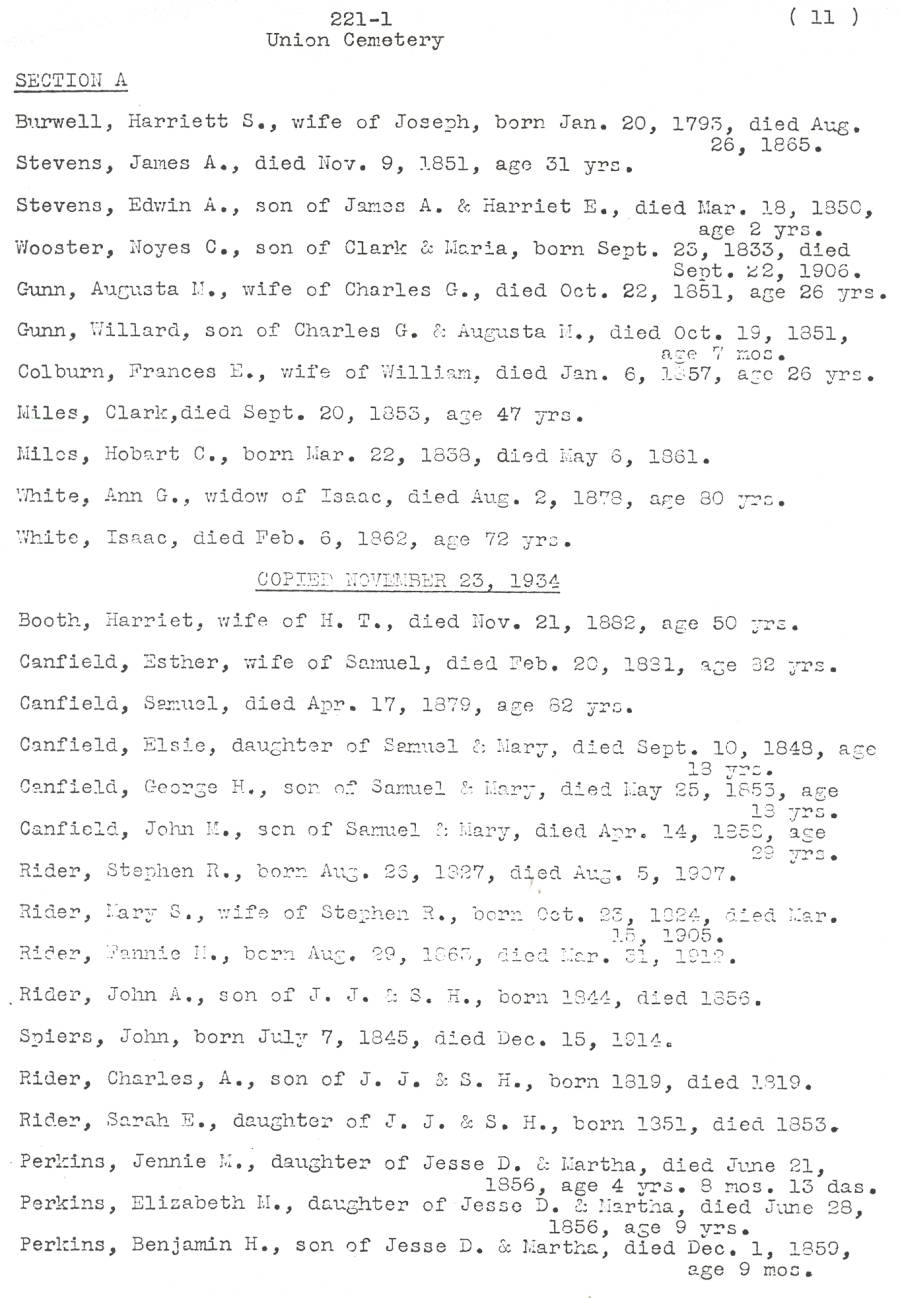 221-1
( 11 )
Union Cemetery
SECTION A
Burwell, Harriett S., wife of Joseph, born Jan. 20, 1793, died Aug.
26, 1865.
Stevens, James A., died Nov. 9, 1851, age 31 yrs.
Stevens, Edwin A., son of James A. & Harriet E., died Mar. 18, 1850,
age 2 yrs.
Wooster, Noyes C., son of Clark & Maria, born Sept. 23, 1833, died
Sept. 22, 1906.
Gunn, Augusta M., wife of Charles G., died Oct. 22, 1851, age 26 yrs.
Gunn, Willard, son of Charles G. & Augusta M., died Oct. 19, 1851,
age 7 mos.
Colburn, Frances E., wife of William, died Jan. 6, 1857, age 26 yrs.
Miles, Clark,died Sept. 20, 1853, age 47 yrs.
Miles, Hobart C., born Mar. 22, 1838, died May 6, 1861.
White, Ann G., widow of Isaac, died Aug. 2, 1878, age 80 yrs.
White, Isaac, died Feb. 6, 1862, age 72 yrs.
COPIED NOVEMBER 23, 1934
Booth, Harriet, wife of H. T., died Nov. 21, 1882, age 50 yrs.
Canfield, Esther, wife of Samuel, died Feb. 20, 1831, age 32 yrs.
Canfield, Samuel, died Apr. 17, 1879, age 82 yrs.
Canfield, Elsie, daughter of Samuel & Mary, died Sept. 10, 1848, age
18 yrs.
Canfield, George H., son of Samuel & Mary, died May 25, 1853, age
18 yrs.
Canfield, John M., son of Samuel & Mary, died Apr. 14, age
29 yrs.
Rider, Stephen R., born Aug. 26, 1827, died Aug. 5, 1907.
Rider, Mary S., wife of Stephen R., born Oct. 23, 1824, died Mar.
15, 1905.
Rider, Fannie H., born Aug. 29, 1863, died Mar. 31, 1912.
Rider, John A., son of J. J. & S. H., born 1844, died 1856.
Spiers, John, born July 7, 1845, died Dec. 15, 1914.
Rider, Charles, A., son of J. J. & S. H., born 1819, died 1819.
Rider, Sarah E., daughter of J. J. & S. H., born 1851, died 1853.
Perkins, Jennie M., daughter of Jesse D. & Martha, died June 21,
1856, age 4 yrs. 8 mos. 13 das.
Perkins, Elizabeth M., daughter of Jesse D. & Martha, died June 28,
1856, age 9 yrs.
Perkins, Benjamin H., son of Jesse D. & Martha, died Dec. 1, 1859,
age 9 mos.